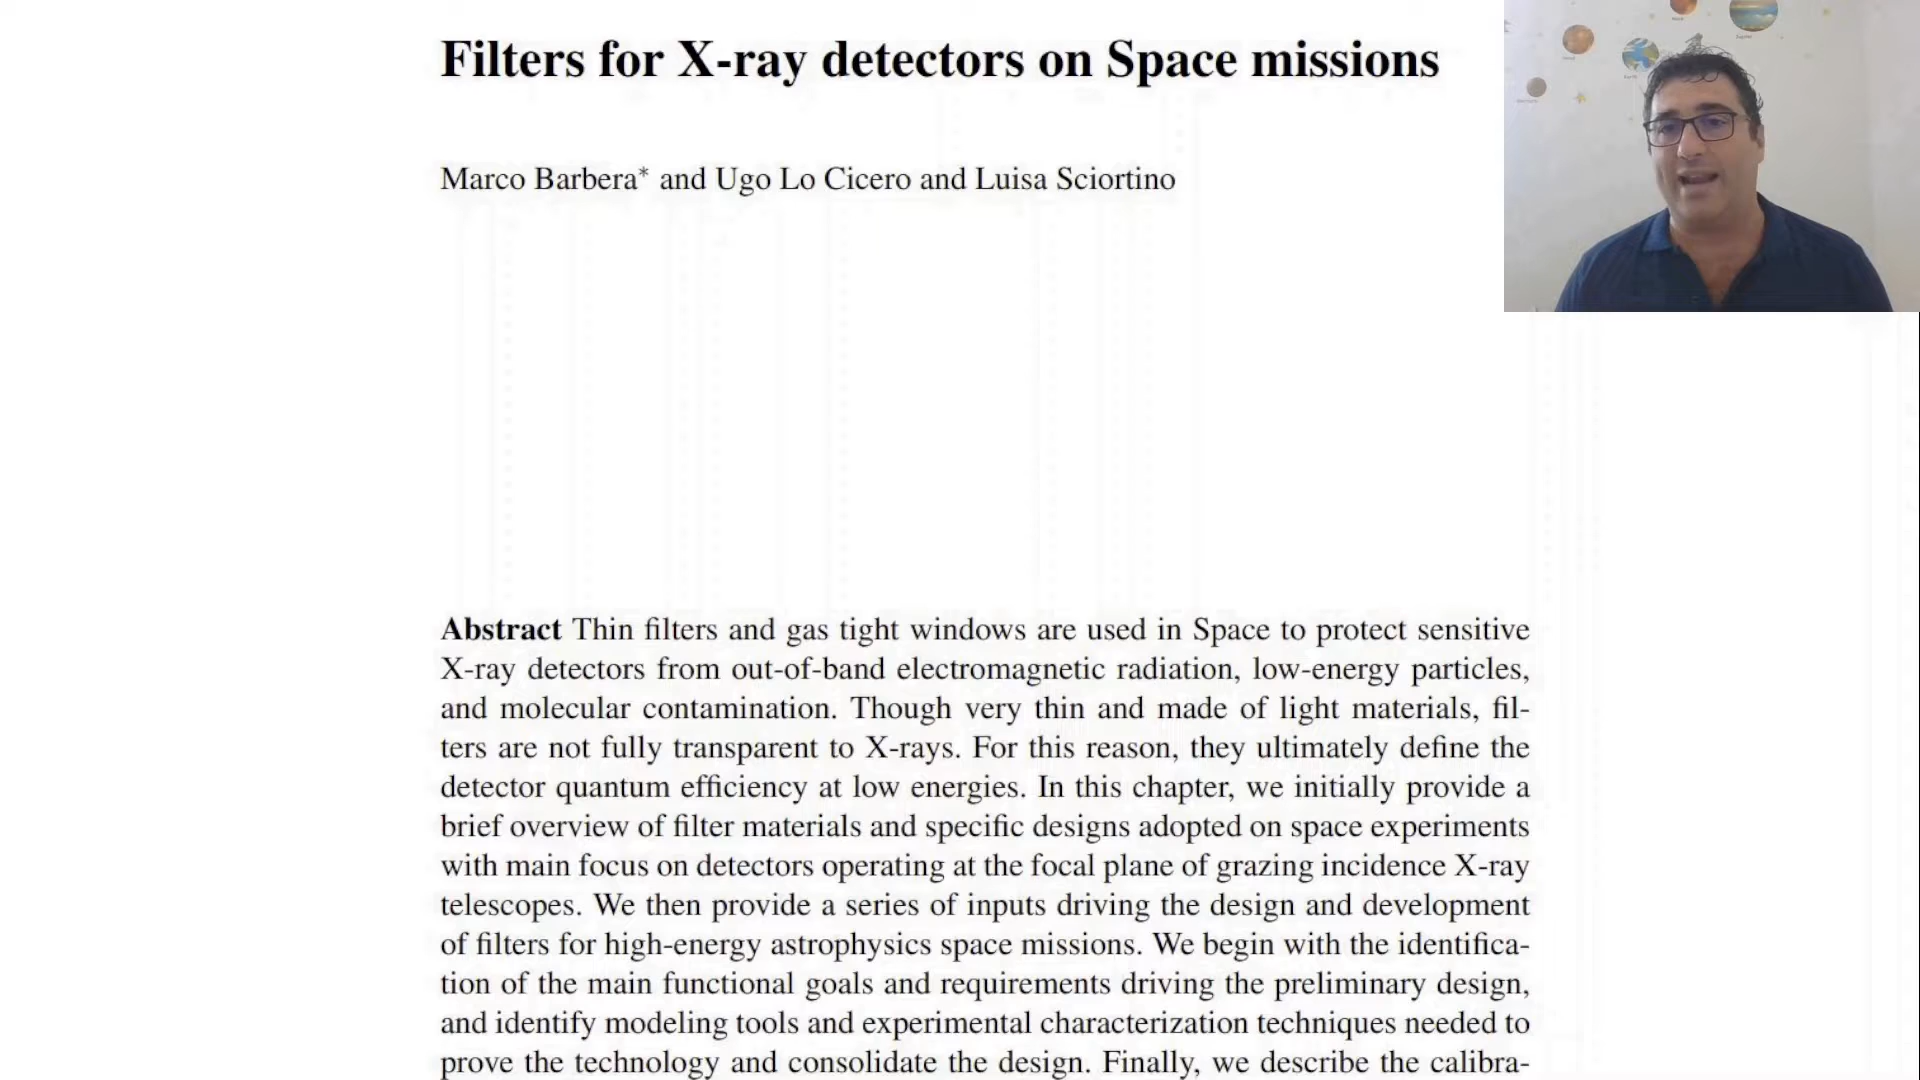 Filters for X-ray detectors on Space missions
Marco Barbera* and Ugo Lo Cicero and Luisa Sciortino
Abstract Thin filters and gas tight windows are used in Space to protect sensitive
X-ray detectors from out-of-band electromagnetic radiation, low-energy particles,
and molecular contamination. Though very thin and made of light materials, fil-
ters are not fully transparent to X-rays. For this reason, they ultimately define the
detector quantum efficiency at low energies. In this chapter, we initially provide a
brief overview of filter materials and specific designs adopted on space experiments
with main focus on detectors operating at the focal plane of grazing incidence X-ray
telescopes. We then provide a series of inputs driving the design and development
of filters for high-energy astrophysics space missions. We begin with the identifica-
tion of the main functional goals and requirements driving the preliminary design,
and identify modeling tools and experimental characterization techniques needed to
prove the technology and consolidate the design. Finally, we describe the calibra-